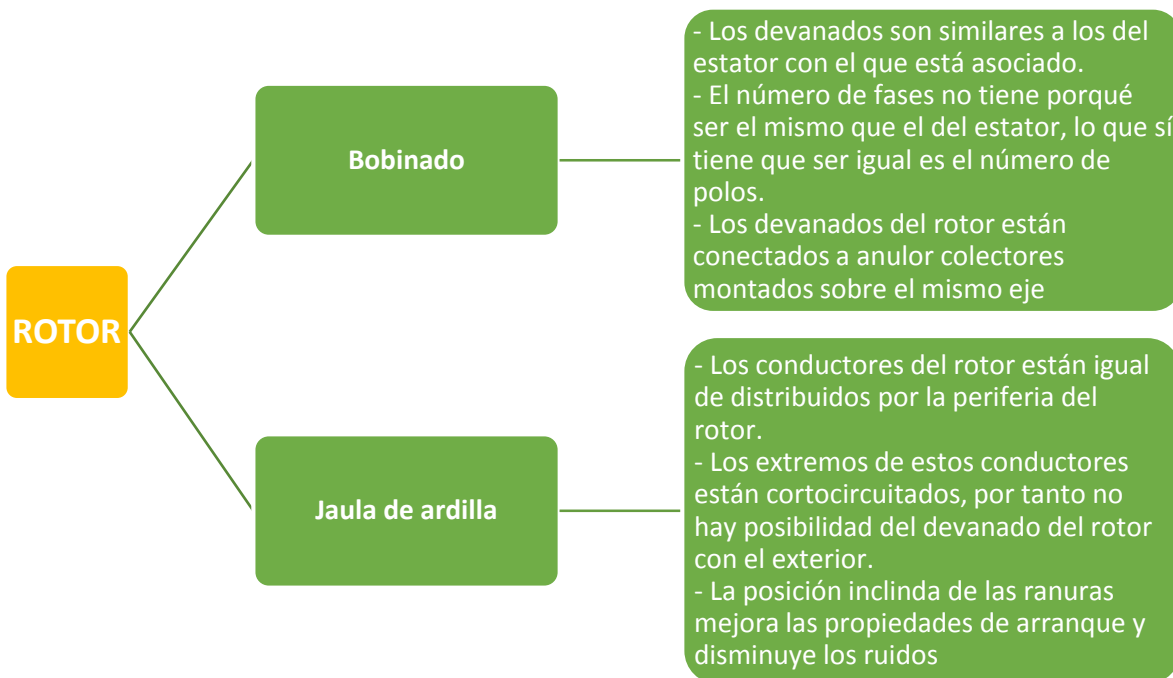 ROTOR
Bobinado
- Los devanados son similares a los del
estator con el que está asociado.
- El número de fases no tiene porqué
ser el mismo que el del estator, lo que sí
tiene que ser igual es el número de
polos.
- Los devanados del rotor están
conectados a anulor colectores
montados sobre el mismo eje
Jaula de ardilla
- Los conductores del rotor están igual
de distribuidos por la periferia del
rotor.
- Los extremos de estos conductores
están cortocircuitados, por tanto no
hay posibilidad del devanado del rotor
con el exterior.
- La posición inclinda de las ranuras
mejora las propiedades de arranque y
disminuye los ruidos